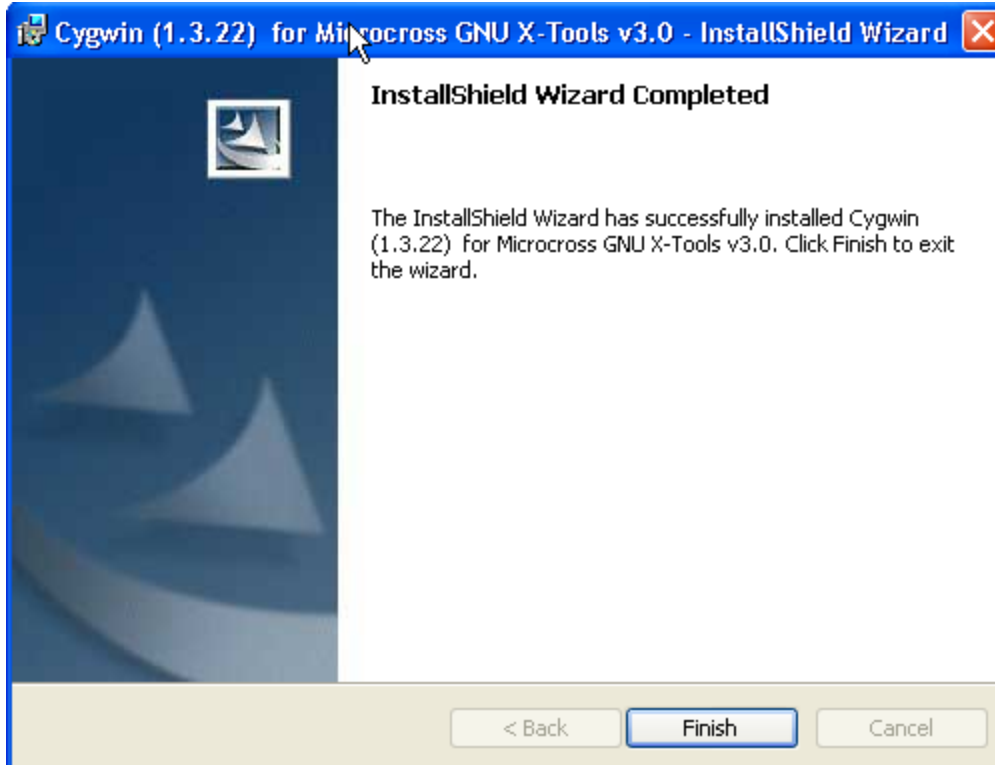 Cygwin (1.3.22)  for Microcross GNU X-Tools v3.0 - InstallShield Wizard
InstallShield Wizard Completed
The InstallShield Wizard has successfully installed Cygwin
(1.3.22)  for Microcross GNU X-Tools v3.0. Click Finish to exit
the wizard.
< Back
Finish
Cancel